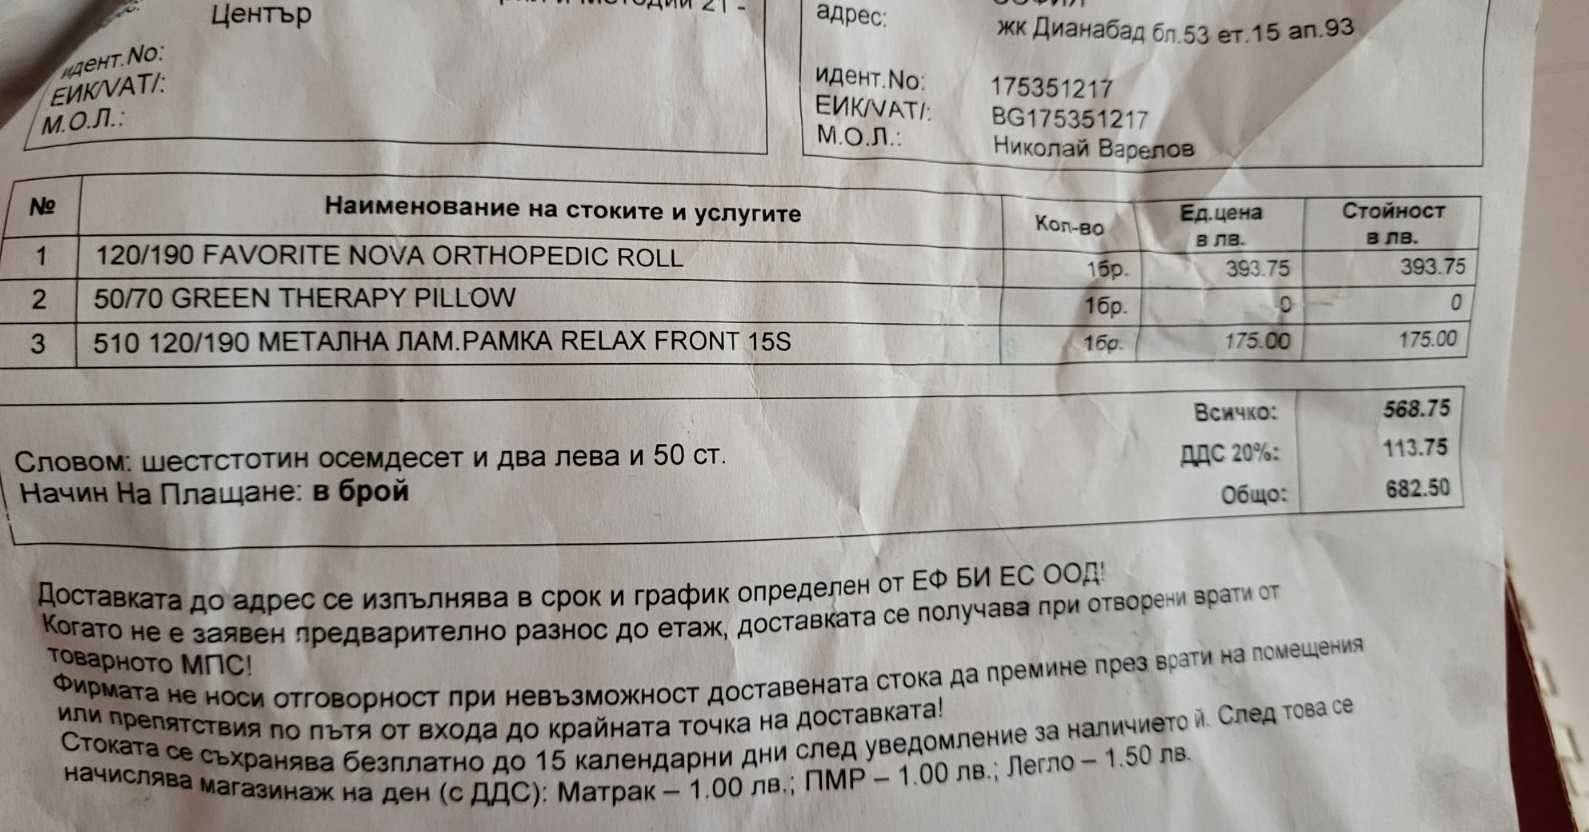 Методий 21 -
Център
идент.No:
ЕИК/VAT/:
М.О.Л.:
СОФИЯ
адрес:
жк Дианабад бл.53 ет.15 ап.93
идент.No: 175351217
ЕИК/VAT/: BG175351217
М.О.Л.: Николай Варелов
№ Наименование на стоките и услугите Кол-во Ед.цена в лв. Стойност в лв.
1 120/190 FAVORITE NOVA ORTHOPEDIC ROLL 1бр. 393.75 393.75
2 50/70 GREEN THERAPY PILLOW 1бр. 0 0
3 510 120/190 МЕТАЛНА ЛАМ.РАМКА RELAX FRONT 15S 1бр. 175.00 175.00
Всичко: 568.75
ДДС 20%: 113.75
Общо: 682.50
Словом: шестстотин осемдесет и два лева и 50 ст.
Начин На Плащане: в брой
Доставката до адрес се изпълнява в срок и график определен от ЕФ БИ ЕС ООД!
Когато не е заявен предварително разнос до етаж, доставката се получава при отворени врати от
товарното МПС!
Фирмата не носи отговорност при невъзможност доставената стока да премине през врати на помещения
или препятствия по пътя от входа до крайната точка на доставката!
Стоката се съхранява безплатно до 15 календарни дни след уведомление за наличието й. След това се
начислява магазинаж на ден (с ДДС): Матрак – 1.00 лв.; ПМР – 1.00 лв.; Легло – 1.50 лв.